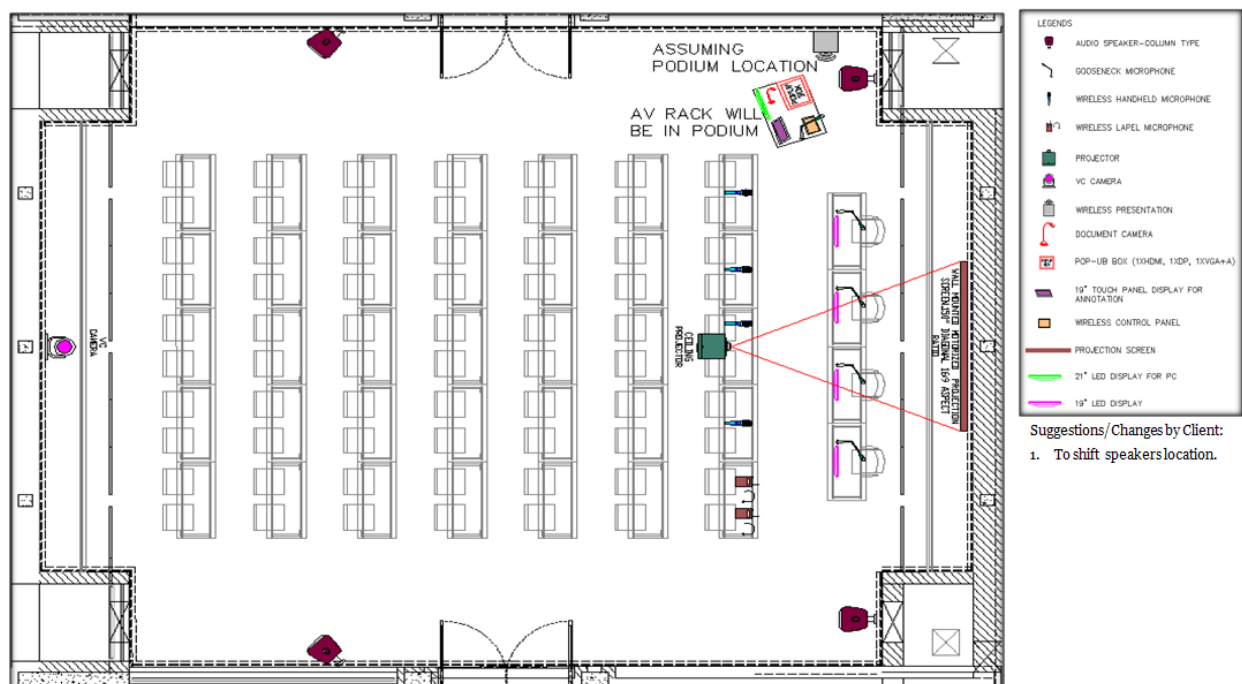 ASSUMING
PODIUM LOCATION
AV RACK WILL
BE IN PODIUM
VC
CAMERA
CEILING
PROJECTOR
WALL MOUNTED MOTORIZED PROJECTION
SCREEN,150" DIAGONAL 16:9 ASPECT
RATIO
LEGENDS
AUDIO SPEAKER-COLUMN TYPE
GOOSENECK MICROPHONE
WIRELESS HANDHELD MICROPHONE
WIRELESS LAPEL MICROPHONE
PROJECTOR
VC CAMERA
WIRELESS PRESENTATION
DOCUMENT CAMERA
POP-UB BOX (1XHDMI, 1XDP, 1XVGA+A)
19" TOUCH PANEL DISPLAY FOR
ANNOTATION
WIRELESS CONTROL PANEL
PROJECTION SCREEN
21" LED DISPLAY FOR PC
19" LED DISPLAY
Suggestions/Changes by Client:
1. To shift speakers location.